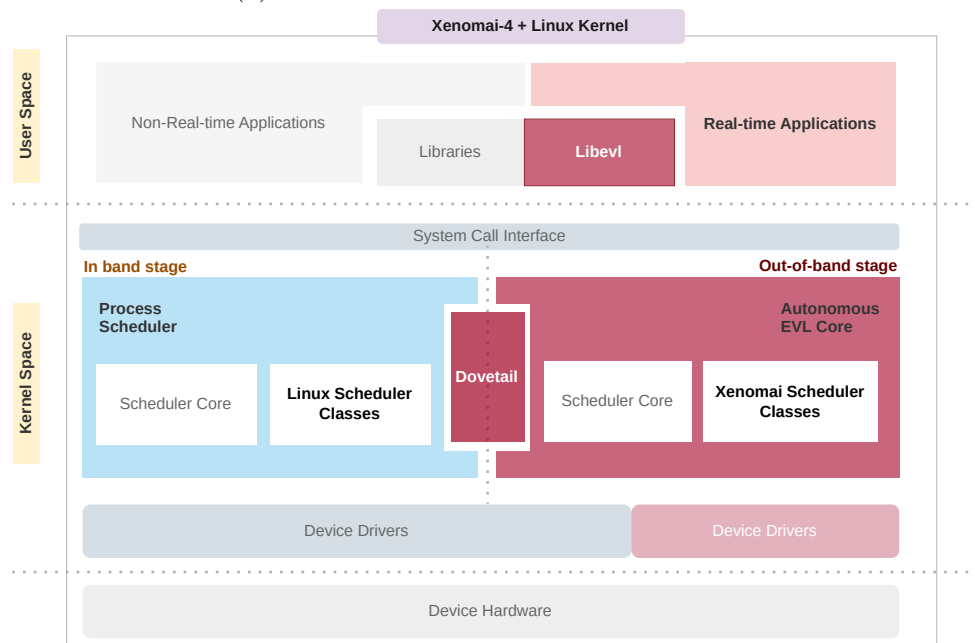 Xenomai-4 + Linux Kernel
User Space
Non-Real-time Applications
Libraries
Libevl
Real-time Applications
System Call Interface
In band stage
Out-of-band stage
Kernel Space
Process
Scheduler
Scheduler Core
Linux Scheduler
Classes
Dovetail
Autonomous
EVL Core
Scheduler Core
Xenomai Scheduler
Classes
Device Drivers
Device Drivers
Device Hardware